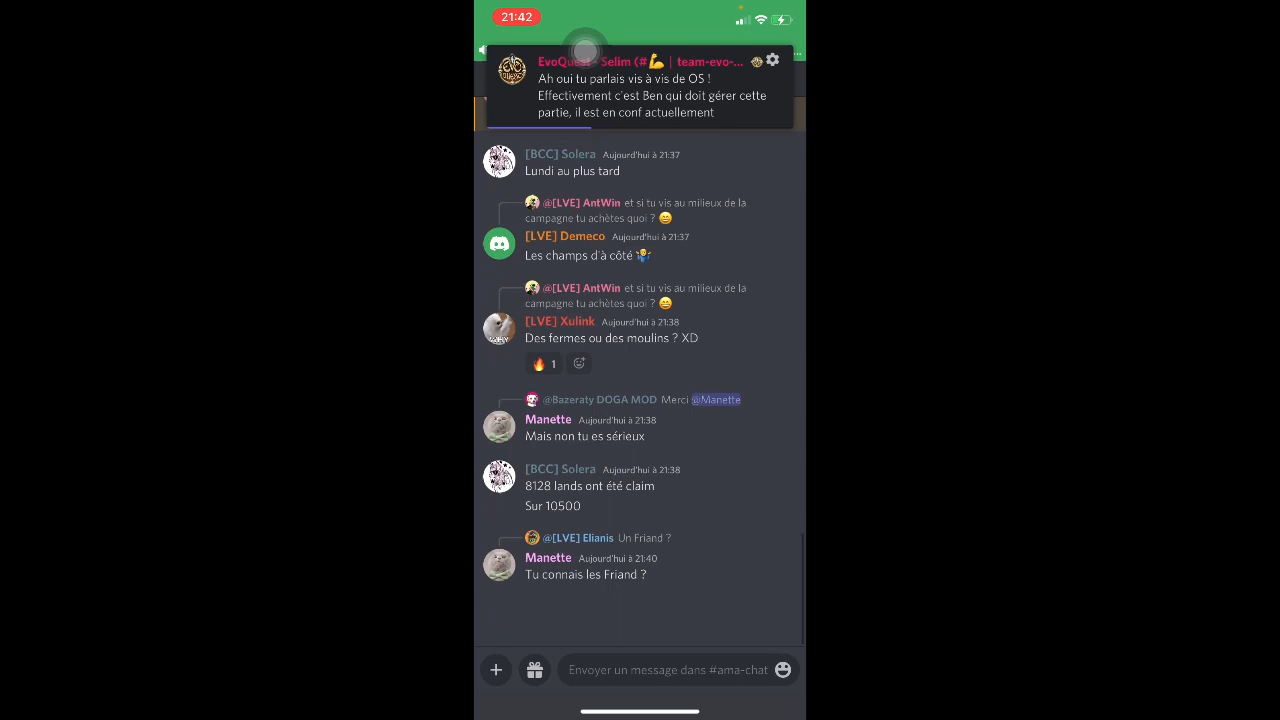 21:42
EvoQuest - Selim (#💪 | team-evo-...
Ah oui tu parlais vis à vis de OS !
Effectivement c'est Ben qui doit gérer cette
partie, il est en conf actuellement
[BCC] Solera Aujourd'hui à 21:37
Lundi au plus tard
@[LVE] AntWin et si tu vis au milieu de la
campagne tu achètes quoi ? 😄
[LVE] Demeco Aujourd'hui à 21:37
Les champs d'à côté 🤷‍♂️
@[LVE] AntWin et si tu vis au milieux de la
campagne tu achètes quoi ? 😄
[LVE] Xulink Aujourd'hui à 21:38
Des fermes ou des moulins ? XD
🔥 1
@Bazeraty DOGA MOD Merci @Manette
Manette Aujourd'hui à 21:38
Mais non tu es sérieux
[BCC] Solera Aujourd'hui à 21:38
8128 lands ont été claim
Sur 10500
@[LVE] Elianis Un Friand ?
Manette Aujourd'hui à 21:40
Tu connais les Friand ?
Envoyer un message dans #ama-chat